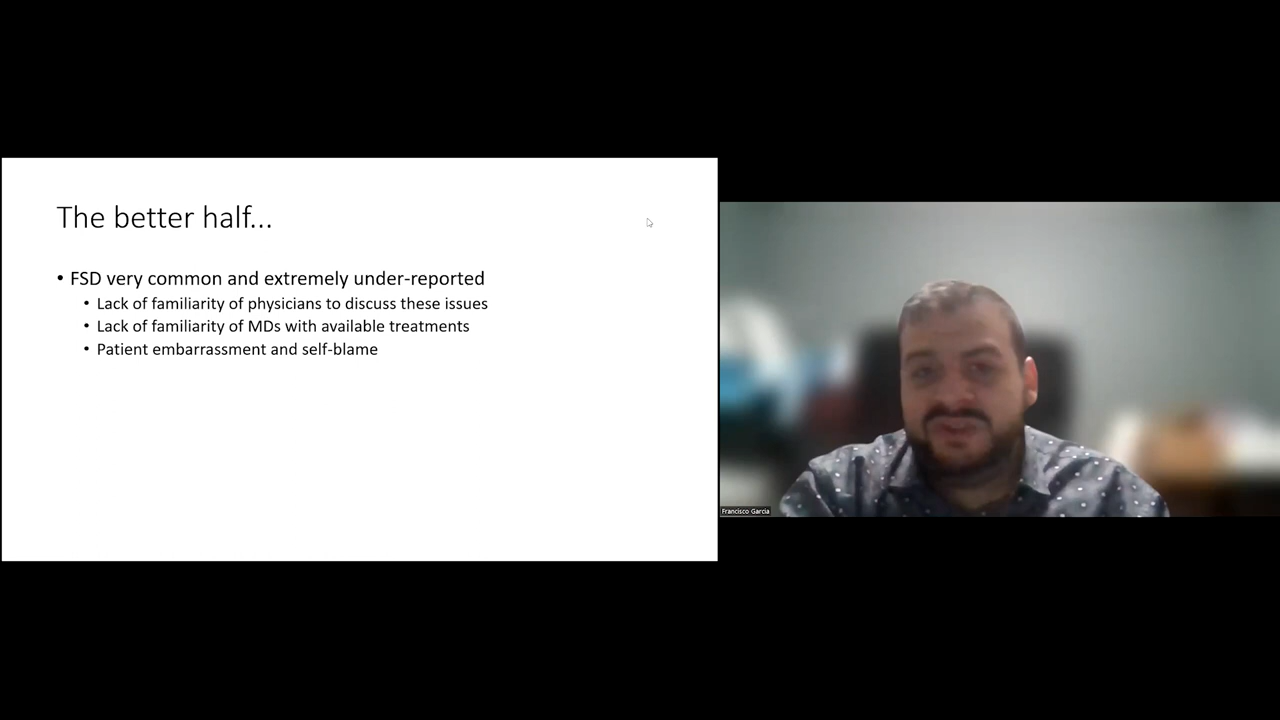 The better half...
• FSD very common and extremely under-reported
• Lack of familiarity of physicians to discuss these issues
• Lack of familiarity of MDs with available treatments
• Patient embarrassment and self-blame
Francisco Garcia